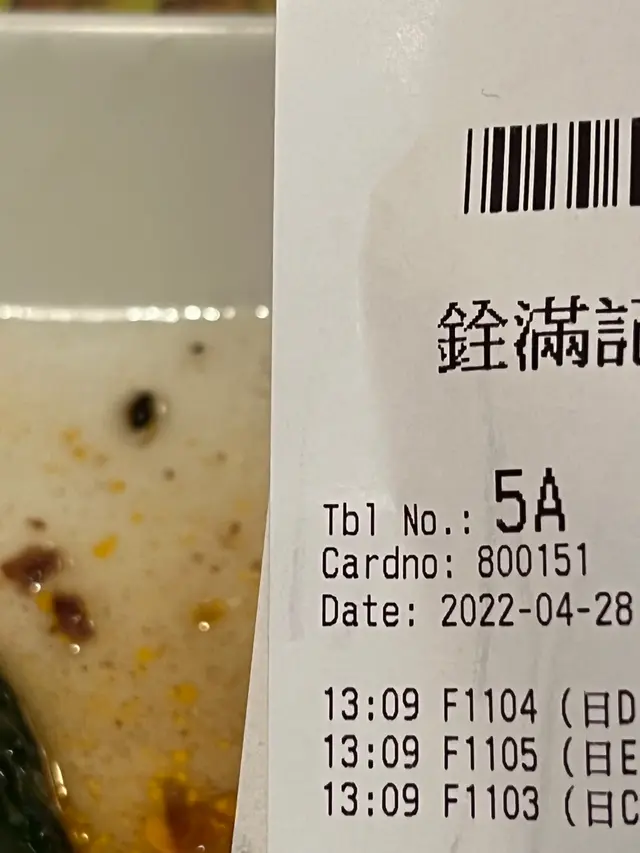 銓滿記
Tbl No.: 5A
Cardno: 800151
Date: 2022-04-28
13:09 F1104 (日D
13:09 F1105 (日E
13:09 F1103 (日C